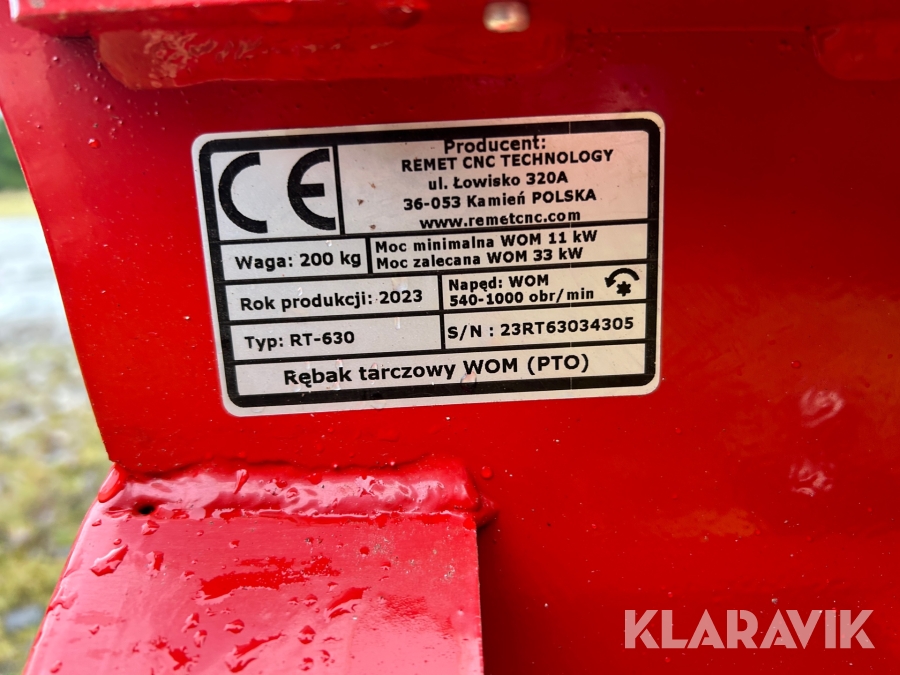 CE
Producent:
REMET CNC TECHNOLOGY
ul. Łowisko 320A
36-053 Kamień POLSKA
www.remetcnc.com
Waga: 200 kg
Moc minimalna WOM 11 kW
Moc zalecana WOM 33 kW
Rok produkcji: 2023
Napęd: WOM
540-1000 obr/min
Typ: RT-630
S/N : 23RT63034305
Rębak tarczowy WOM (PTO)
KLARAVIK